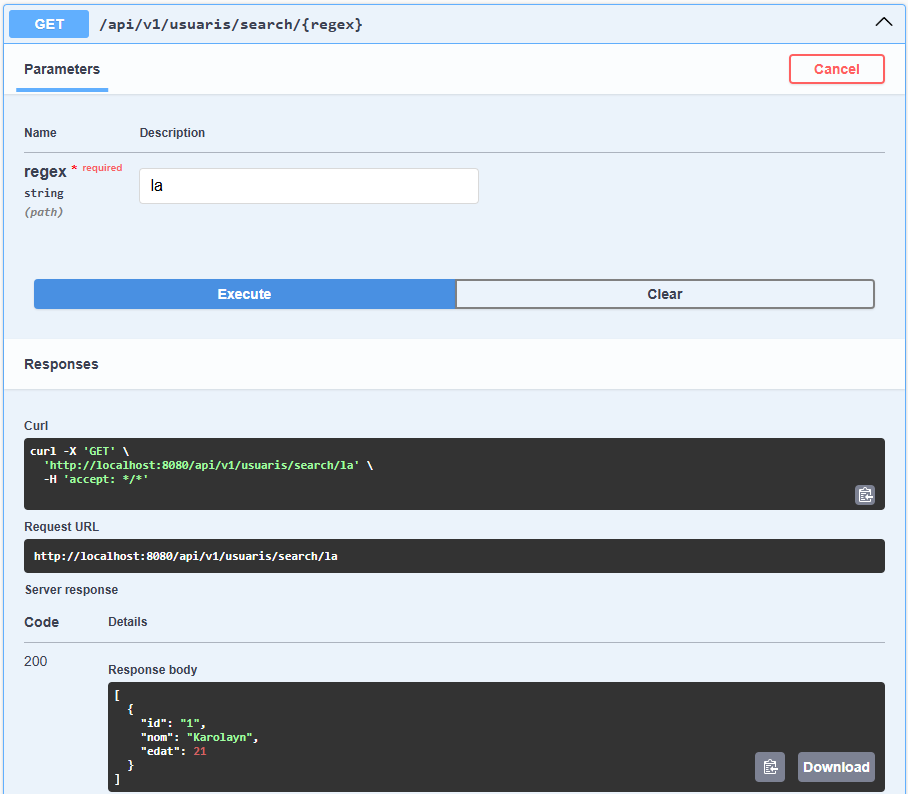 GET /api/v1/usuaris/search/{regex}
Parameters
Cancel
Name Description
regex * required
string
(path)
la
Execute Clear
Responses
Curl
curl -X 'GET' \
  'http://localhost:8080/api/v1/usuaris/search/la' \
  -H 'accept: */*'
Request URL
http://localhost:8080/api/v1/usuaris/search/la
Server response
Code Details
200
Response body
[
  {
    "id": "1",
    "nom": "Karolayn",
    "edat": 21
  }
]
Download